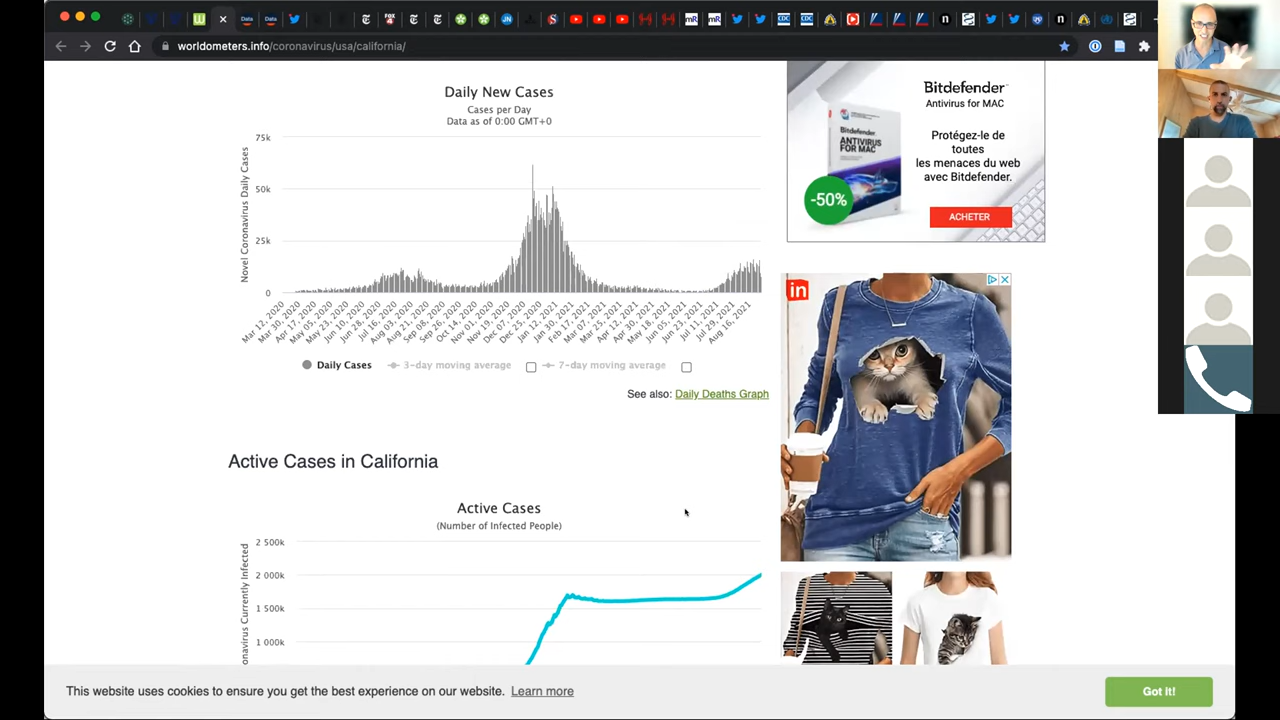 worldometers.info/coronavirus/usa/california/
Daily New Cases
Cases per Day
Data as of 0:00 GMT+0
Novel Coronavirus Daily Cases
75k
50k
25k
0
Mar 12, 2020
Mar 30, 2020
Apr 17, 2020
May 05, 2020
May 23, 2020
Jun 10, 2020
Jun 28, 2020
Jul 16, 2020
Aug 03, 2020
Aug 21, 2020
Sep 08, 2020
Sep 26, 2020
Oct 14, 2020
Nov 01, 2020
Nov 19, 2020
Dec 07, 2020
Dec 25, 2020
Jan 12, 2021
Jan 30, 2021
Feb 17, 2021
Mar 07, 2021
Mar 25, 2021
Apr 12, 2021
Apr 30, 2021
May 18, 2021
Jun 05, 2021
Jun 23, 2021
Jul 11, 2021
Jul 29, 2021
Aug 16, 2021
Daily Cases
3-day moving average
7-day moving average
See also: Daily Deaths Graph
Active Cases in California
Active Cases
(Number of Infected People)
2 500k
2 000k
1 500k
1 000k
onavirus Currently Infected
Bitdefender
Antivirus for MAC
Protégez-le de
toutes
les menaces du web
avec Bitdefender.
ACHETER
-50%
Bitdefender
ANTIVIRUS
FOR MAC
in
This website uses cookies to ensure you get the best experience on our website. Learn more
Got it!